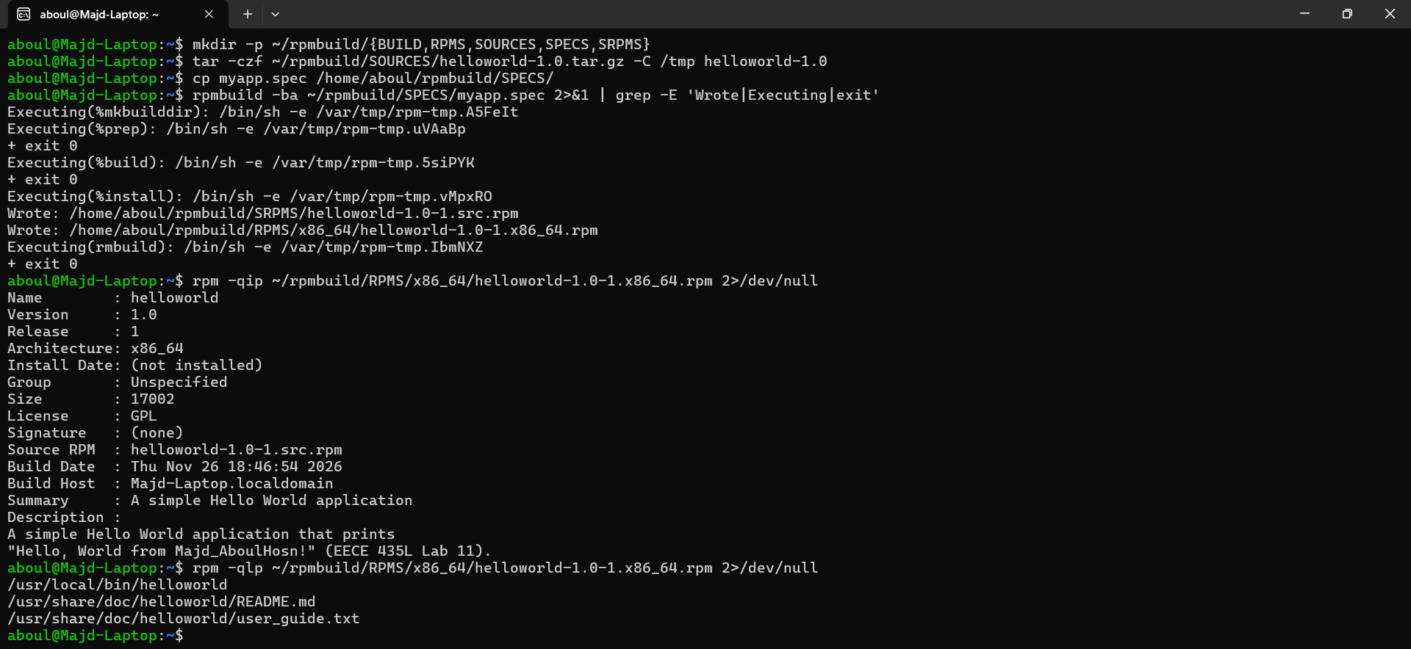 aboul@Majd-Laptop: ~
aboul@Majd-Laptop:~$ mkdir -p ~/rpmbuild/{BUILD,RPMS,SOURCES,SPECS,SRPMS}
aboul@Majd-Laptop:~$ tar -czf ~/rpmbuild/SOURCES/helloworld-1.0.tar.gz -C /tmp helloworld-1.0
aboul@Majd-Laptop:~$ cp myapp.spec /home/aboul/rpmbuild/SPECS/
aboul@Majd-Laptop:~$ rpmbuild -ba ~/rpmbuild/SPECS/myapp.spec 2>&1 | grep -E 'Wrote|Executing|exit'
Executing(%mkbuilddir): /bin/sh -e /var/tmp/rpm-tmp.A5FeIt
Executing(%prep): /bin/sh -e /var/tmp/rpm-tmp.uVAaBp
+ exit 0
Executing(%build): /bin/sh -e /var/tmp/rpm-tmp.5siPYK
+ exit 0
Executing(%install): /bin/sh -e /var/tmp/rpm-tmp.vMpxRO
Wrote: /home/aboul/rpmbuild/SRPMS/helloworld-1.0-1.src.rpm
Wrote: /home/aboul/rpmbuild/RPMS/x86_64/helloworld-1.0-1.x86_64.rpm
Executing(rmbuild): /bin/sh -e /var/tmp/rpm-tmp.IbmNXZ
+ exit 0
aboul@Majd-Laptop:~$ rpm -qip ~/rpmbuild/RPMS/x86_64/helloworld-1.0-1.x86_64.rpm 2>/dev/null
Name        : helloworld
Version     : 1.0
Release     : 1
Architecture: x86_64
Install Date: (not installed)
Group       : Unspecified
Size        : 17002
License     : GPL
Signature   : (none)
Source RPM  : helloworld-1.0-1.src.rpm
Build Date  : Thu Nov 26 18:46:54 2026
Build Host  : Majd-Laptop.localdomain
Summary     : A simple Hello World application
Description :
A simple Hello World application that prints
"Hello, World from Majd_AboulHosn!" (EECE 435L Lab 11).
aboul@Majd-Laptop:~$ rpm -qlp ~/rpmbuild/RPMS/x86_64/helloworld-1.0-1.x86_64.rpm 2>/dev/null
/usr/local/bin/helloworld
/usr/share/doc/helloworld/README.md
/usr/share/doc/helloworld/user_guide.txt
aboul@Majd-Laptop:~$